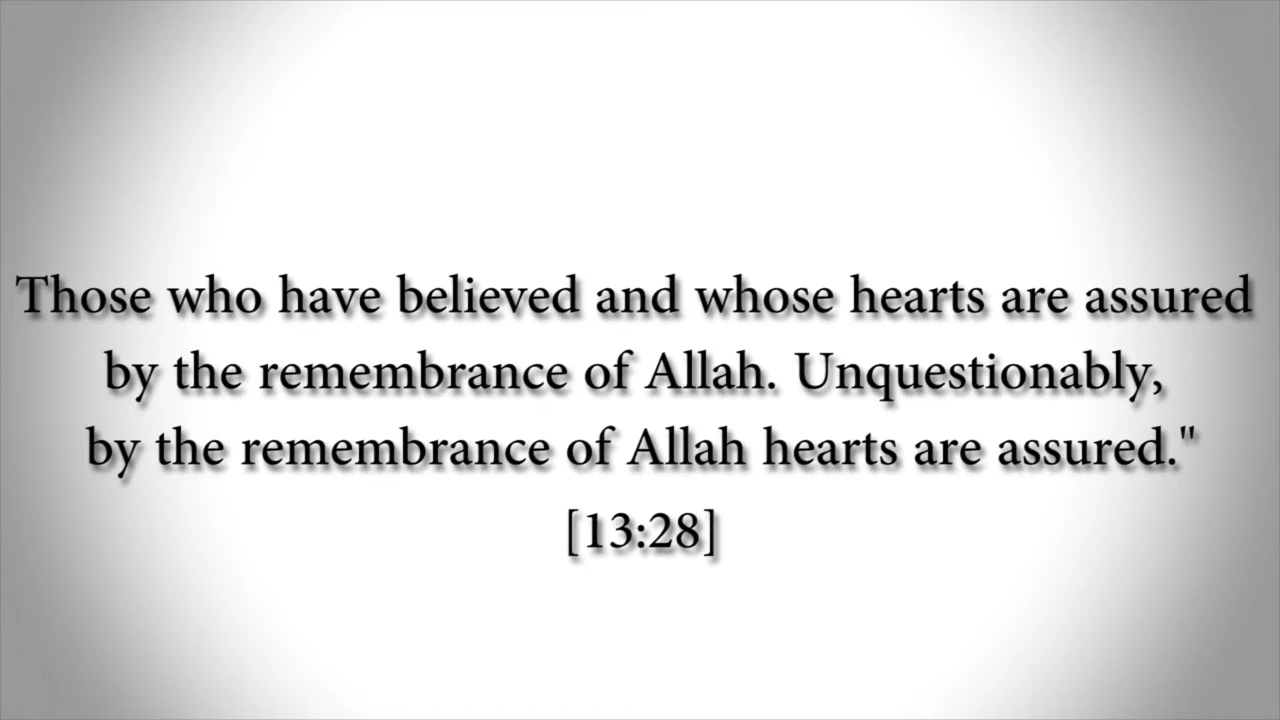 Those who have believed and whose hearts are assured
by the remembrance of Allah. Unquestionably,
by the remembrance of Allah hearts are assured."
[13:28]